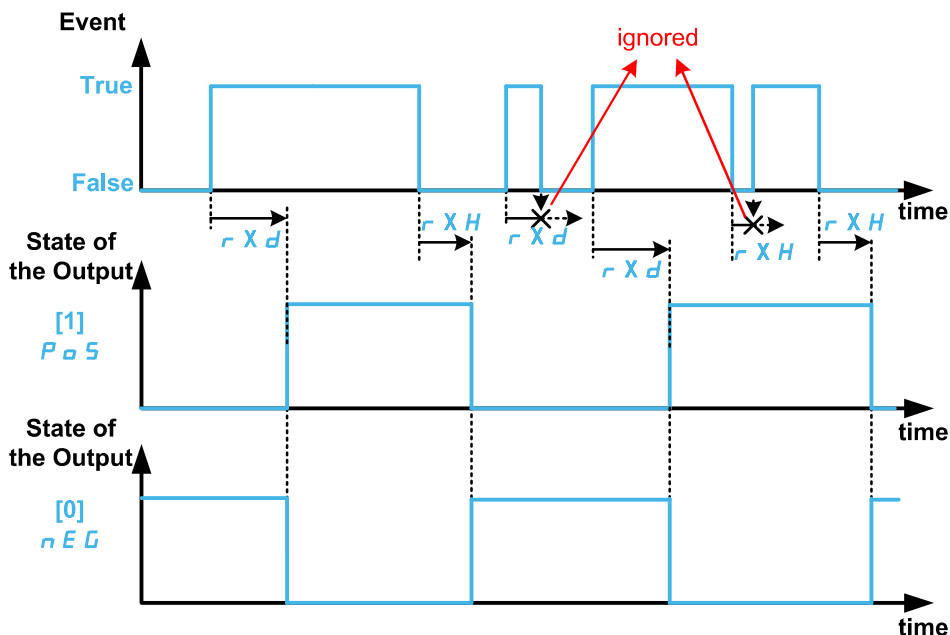 Event
ignored
True
False
time
r X d
r X H
r X d
r X d
r X H
r X H
State of
the Output
[1]
P o S
time
State of
the Output
[0]
n E G
time